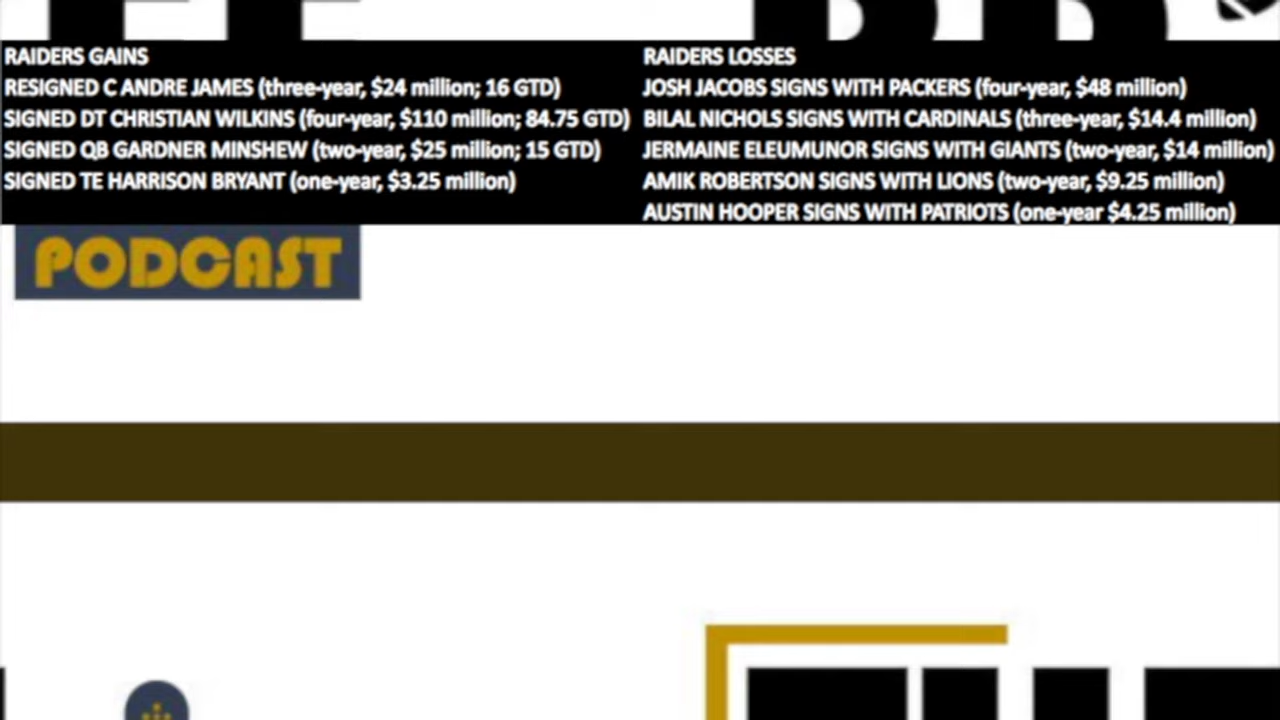 RAIDERS GAINS
RESIGNED C ANDRE JAMES (three-year, $24 million; 16 GTD)
SIGNED DT CHRISTIAN WILKINS (four-year, $110 million; 84.75 GTD)
SIGNED QB GARDNER MINSHEW (two-year, $25 million; 15 GTD)
SIGNED TE HARRISON BRYANT (one-year, $3.25 million)
RAIDERS LOSSES
JOSH JACOBS SIGNS WITH PACKERS (four-year, $48 million)
BILAL NICHOLS SIGNS WITH CARDINALS (three-year, $14.4 million)
JERMAINE ELEUMUNOR SIGNS WITH GIANTS (two-year, $14 million)
AMIK ROBERTSON SIGNS WITH LIONS (two-year, $9.25 million)
AUSTIN HOOPER SIGNS WITH PATRIOTS (one-year $4.25 million)
PODCAST